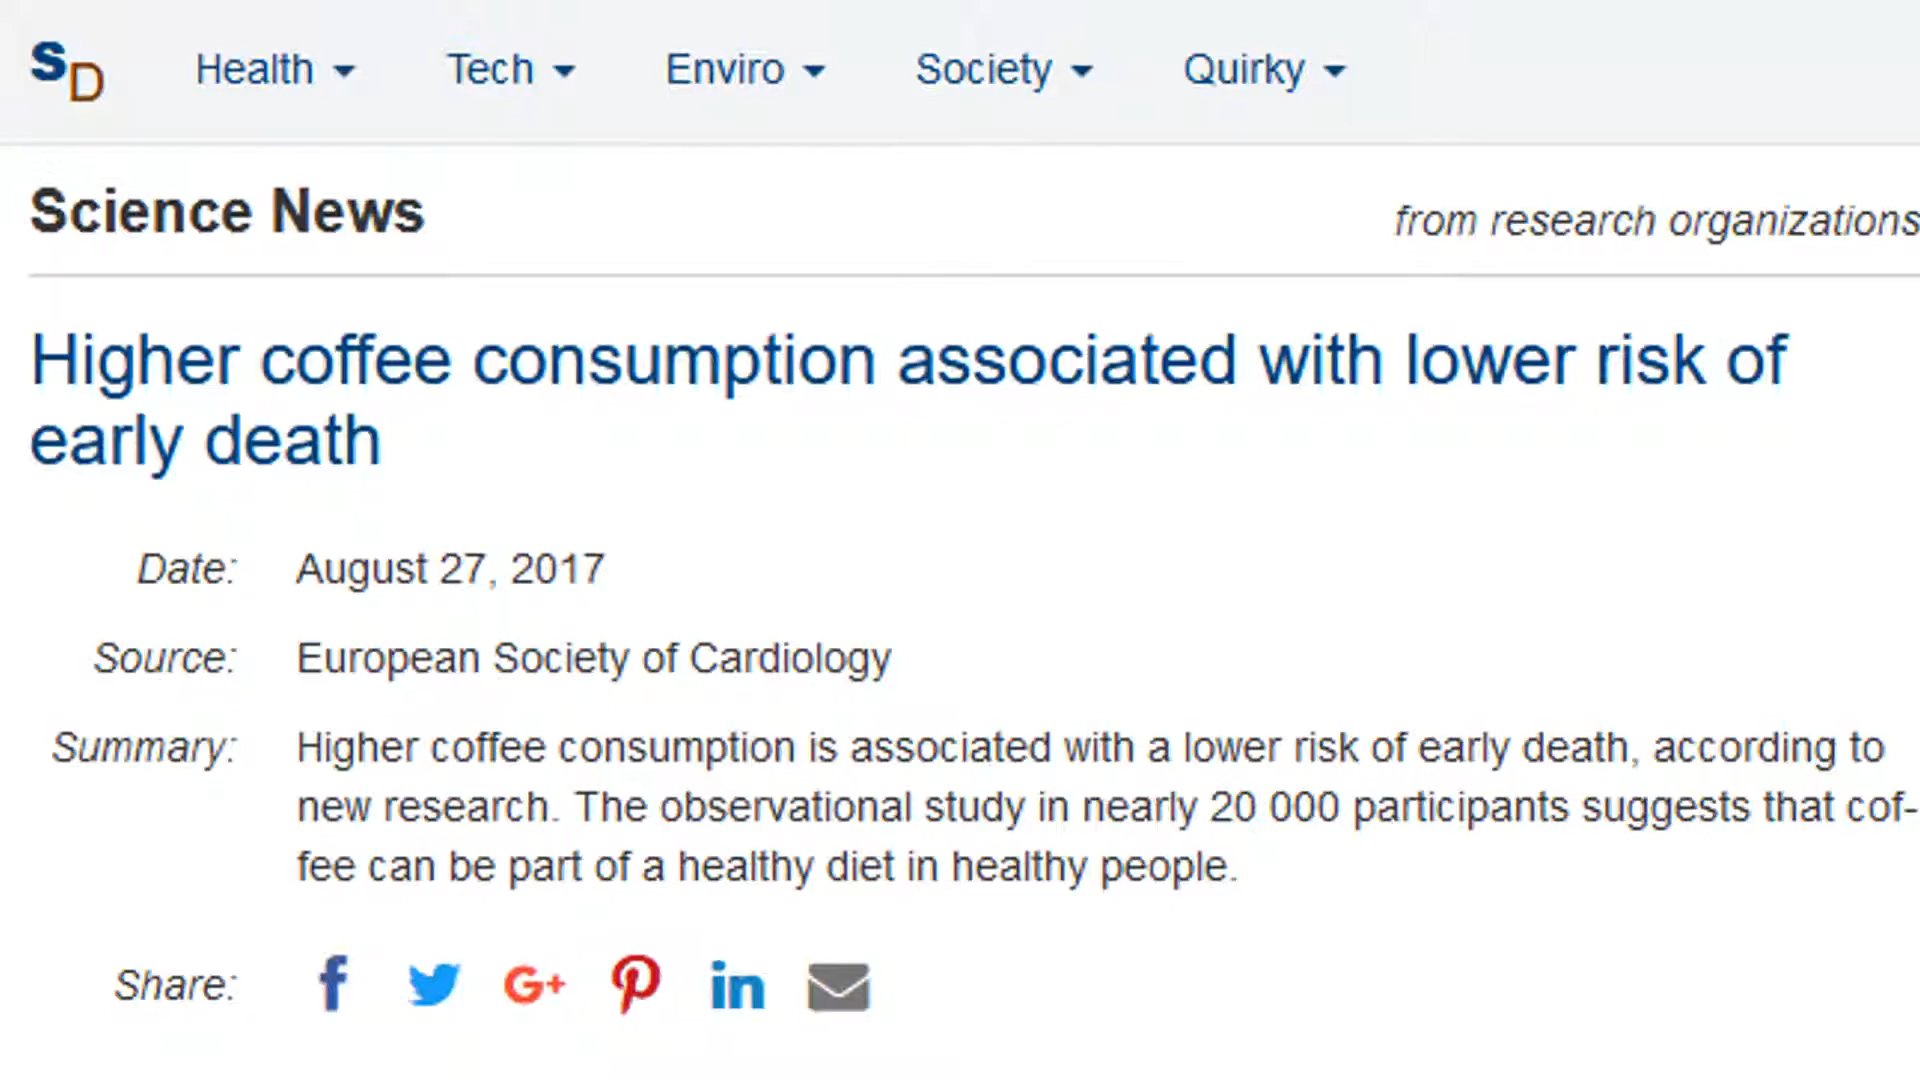 SD Health Tech Enviro Society Quirky
Science News from research organizations
Higher coffee consumption associated with lower risk of
early death
Date: August 27, 2017
Source: European Society of Cardiology
Summary: Higher coffee consumption is associated with a lower risk of early death, according to
new research. The observational study in nearly 20 000 participants suggests that cof-
fee can be part of a healthy diet in healthy people.
Share: f G+ in